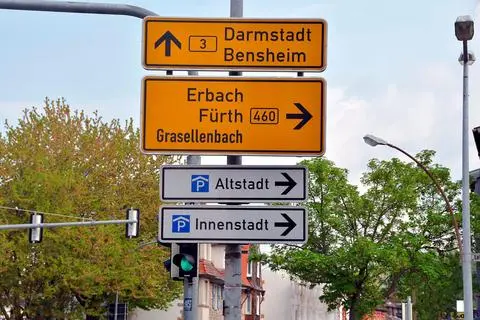 3 Darmstadt
Bensheim
Erbach
Fürth 460
Grasellenbach
P Altstadt
P Innenstadt